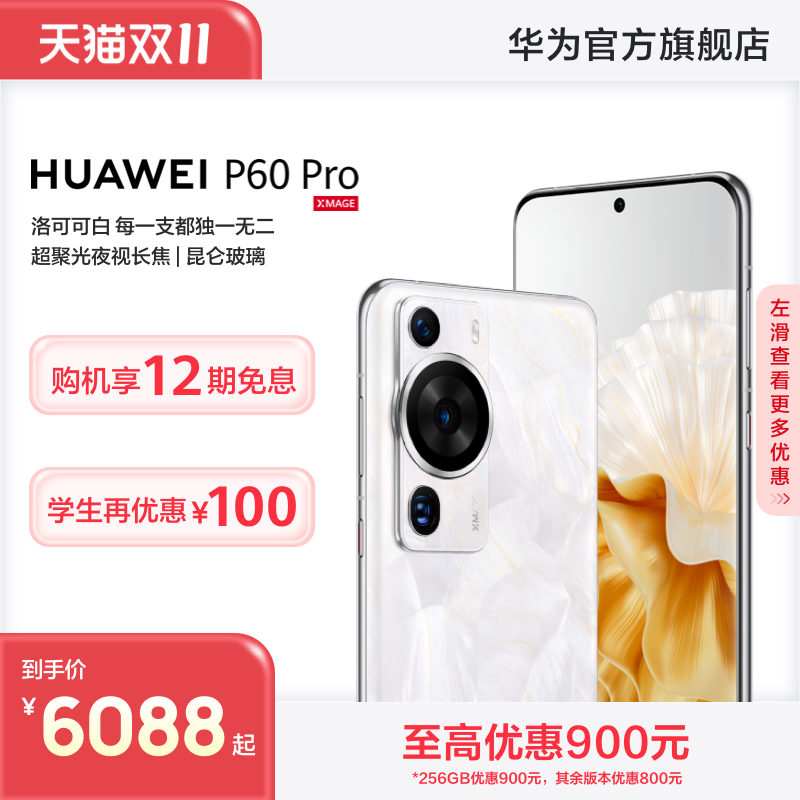 天猫双11
华为官方旗舰店
HUAWEI P60 Pro
XMAGE
洛可可白 每一支都独一无二
超聚光夜视长焦 | 昆仑玻璃
购机享12期免息
学生再优惠¥100
XMAGE
左滑查看更多优惠
到手价
¥6088起
至高优惠900元
*256GB优惠900元，其余版本优惠800元